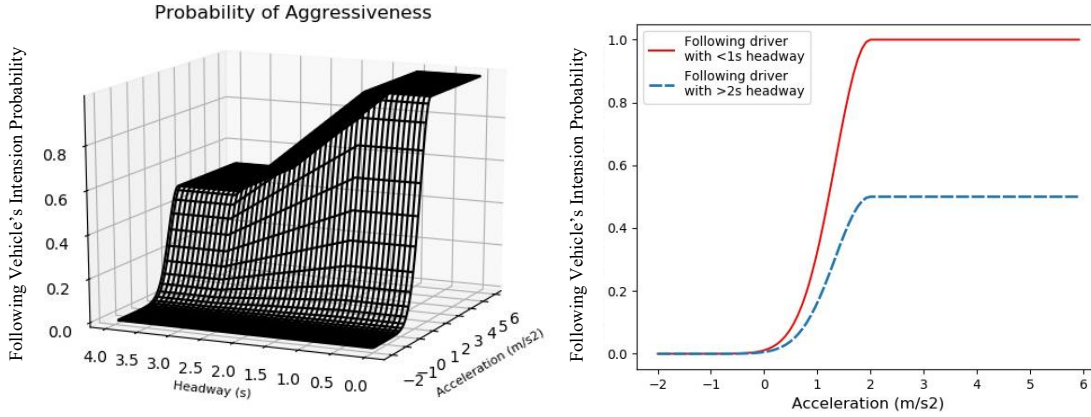 Probability of Aggressiveness
Following Vehicle's Intension Probability
0.8
0.6
0.4
0.2
0.0
4.0 3.5 3.0 2.5 2.0 1.5 1.0 0.5 0.0
Headway (s)
−2 −1 0 1 2 3 4 5 6
Acceleration (m/s2)
Following Vehicle's Intension Probability
1.0
0.8
0.6
0.4
0.2
0.0
Following driver
with <1s headway
Following driver
with >2s headway
−2 −1 0 1 2 3 4 5 6
Acceleration (m/s2)